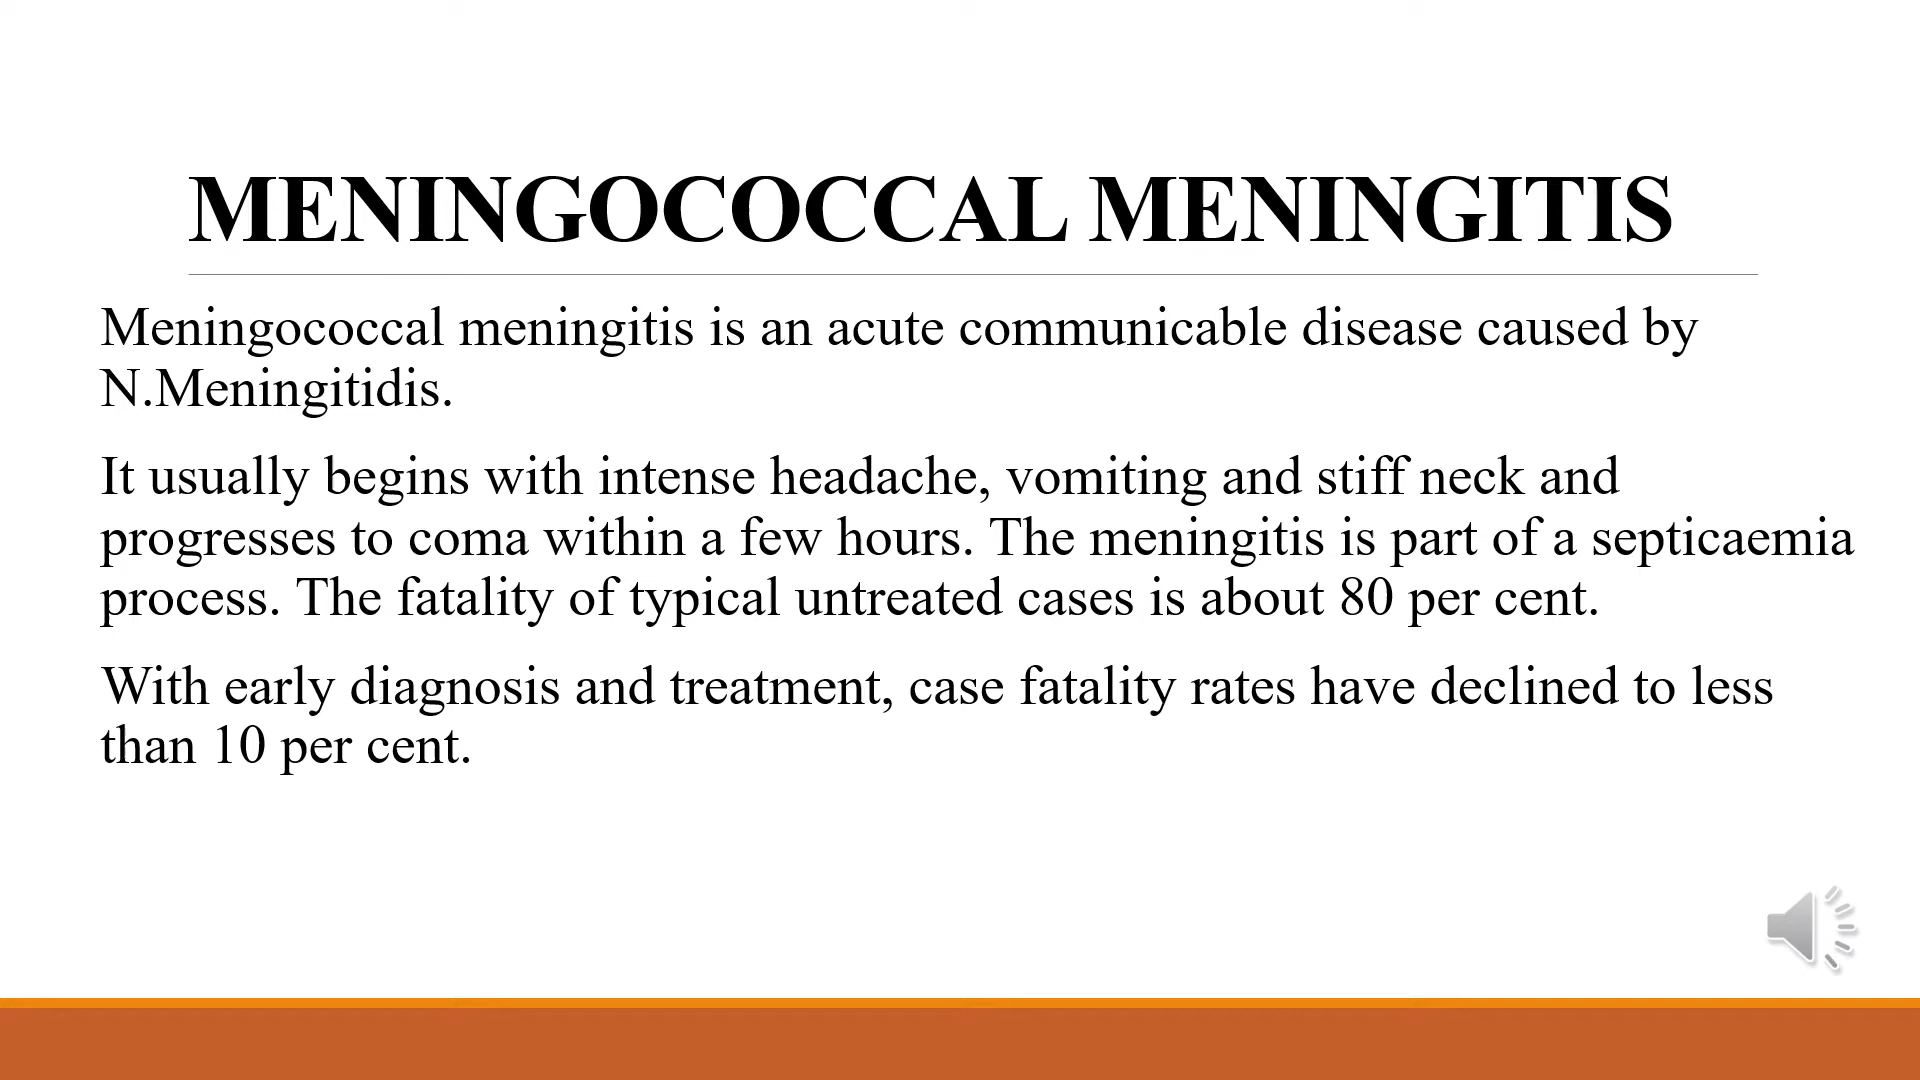 MENINGOCOCCAL MENINGITIS
Meningococcal meningitis is an acute communicable disease caused by
N.Meningitidis.
It usually begins with intense headache, vomiting and stiff neck and
progresses to coma within a few hours. The meningitis is part of a septicaemia
process. The fatality of typical untreated cases is about 80 per cent.
With early diagnosis and treatment, case fatality rates have declined to less
than 10 per cent.